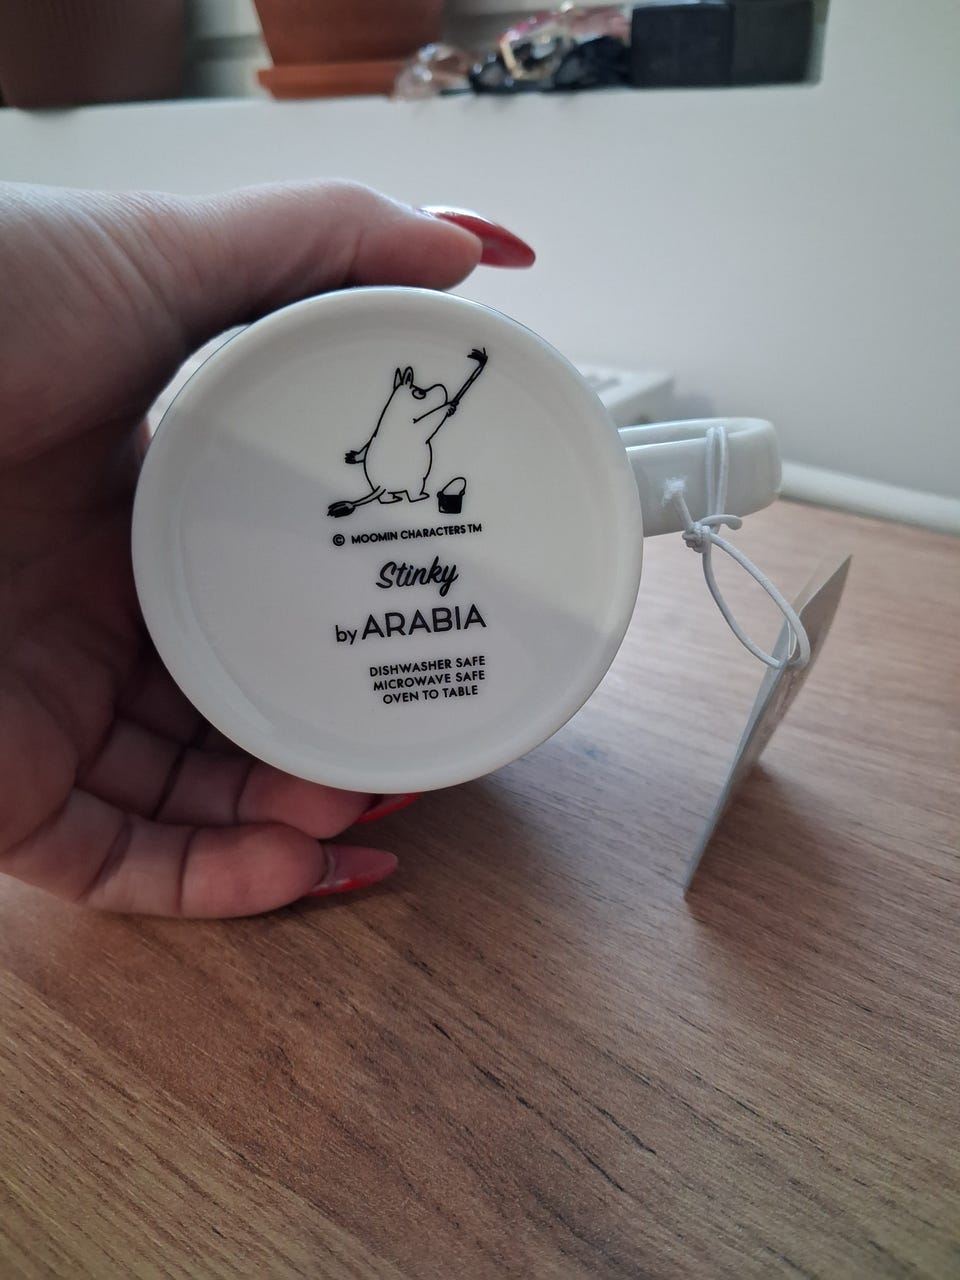 © MOOMIN CHARACTERS TM
Stinky
by ARABIA
DISHWASHER SAFE
MICROWAVE SAFE
OVEN TO TABLE